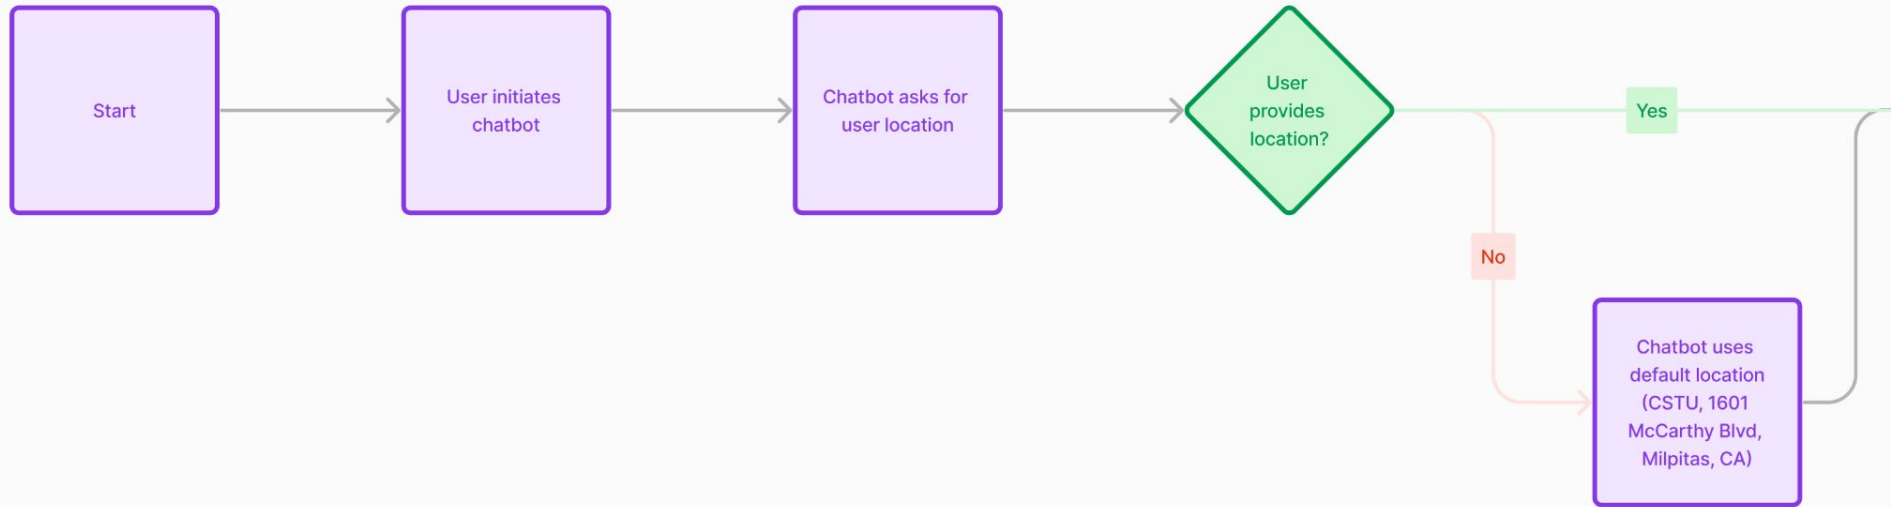 Start
User initiates
chatbot
Chatbot asks for
user location
User
provides
location?
Yes
No
Chatbot uses
default location
(CSTU, 1601
McCarthy Blvd,
Milpitas, CA)